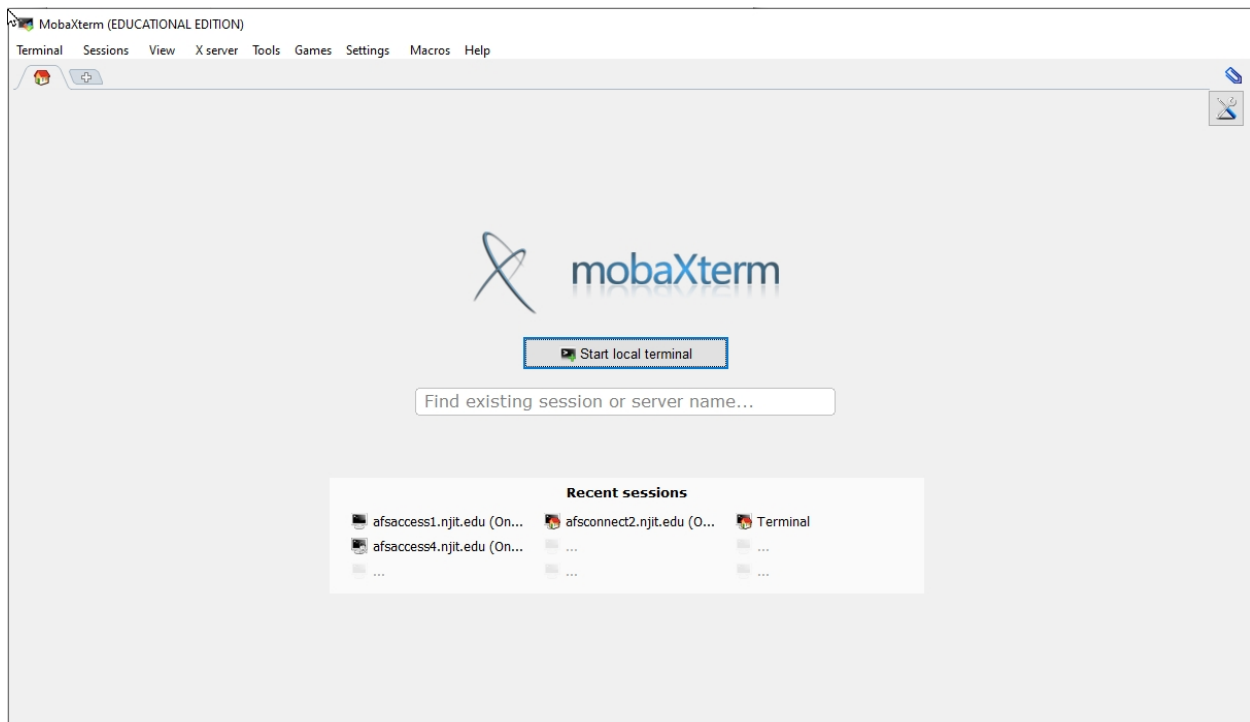 MobaXterm (EDUCATIONAL EDITION)
Terminal Sessions View X server Tools Games Settings Macros Help
mobaXterm
Start local terminal
Find existing session or server name...
Recent sessions
afsaccess1.njit.edu (On... afsconnect2.njit.edu (O... Terminal
afsaccess4.njit.edu (On... ... ...
... ... ...